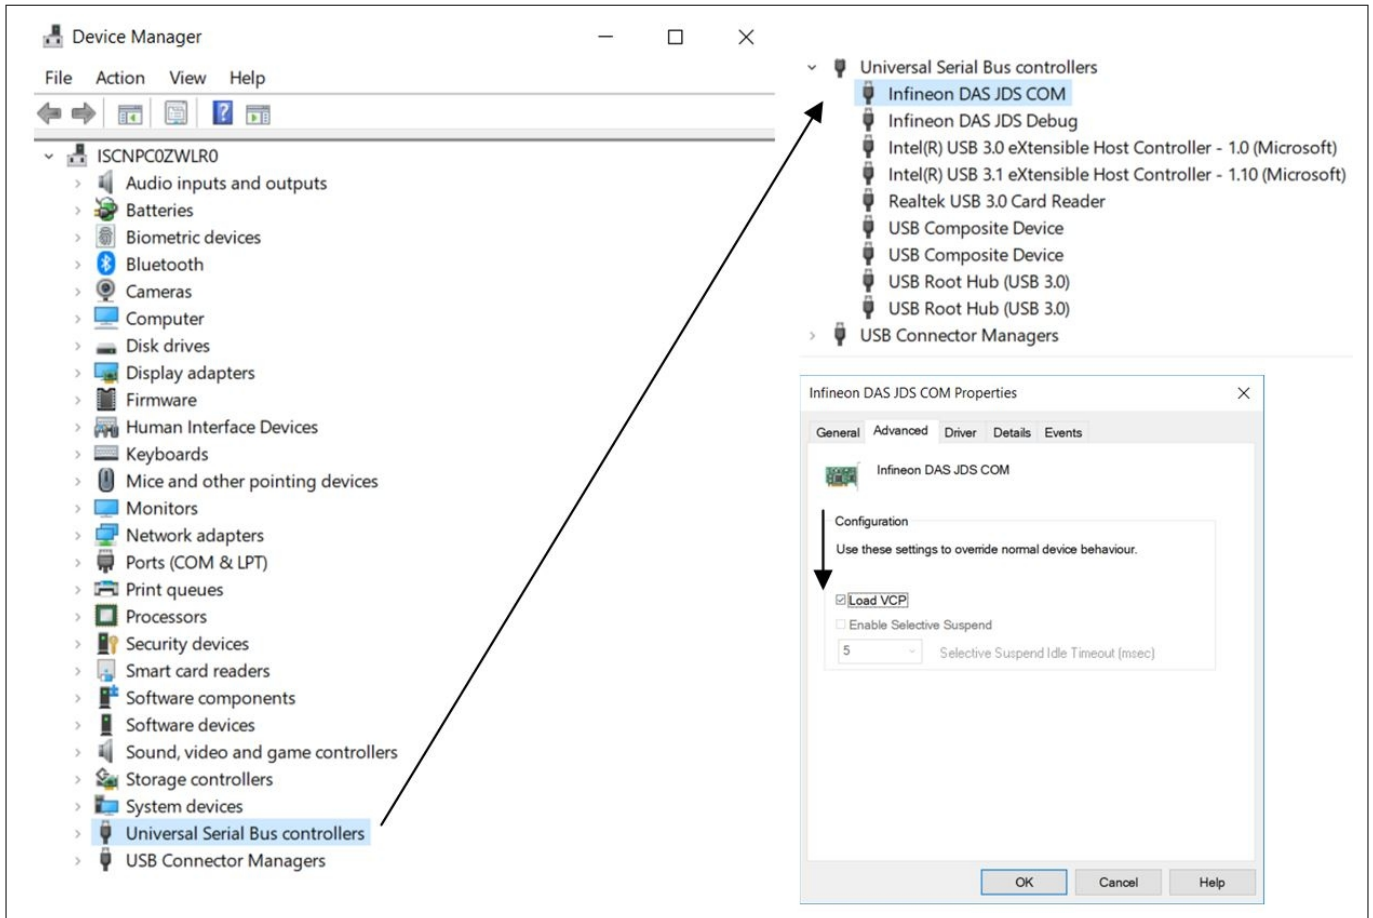 Device Manager
File Action View Help
ISCNPC0ZWLR0
Audio inputs and outputs
Batteries
Biometric devices
Bluetooth
Cameras
Computer
Disk drives
Display adapters
Firmware
Human Interface Devices
Keyboards
Mice and other pointing devices
Monitors
Network adapters
Ports (COM & LPT)
Print queues
Processors
Security devices
Smart card readers
Software components
Software devices
Sound, video and game controllers
Storage controllers
System devices
Universal Serial Bus controllers
USB Connector Managers
Universal Serial Bus controllers
Infineon DAS JDS COM
Infineon DAS JDS Debug
Intel(R) USB 3.0 eXtensible Host Controller - 1.0 (Microsoft)
Intel(R) USB 3.1 eXtensible Host Controller - 1.10 (Microsoft)
Realtek USB 3.0 Card Reader
USB Composite Device
USB Composite Device
USB Root Hub (USB 3.0)
USB Root Hub (USB 3.0)
USB Connector Managers
Infineon DAS JDS COM Properties
General Advanced Driver Details Events
Infineon DAS JDS COM
Configuration
Use these settings to override normal device behaviour.
Load VCP
Enable Selective Suspend
5 Selective Suspend Idle Timeout (msec)
OK Cancel Help